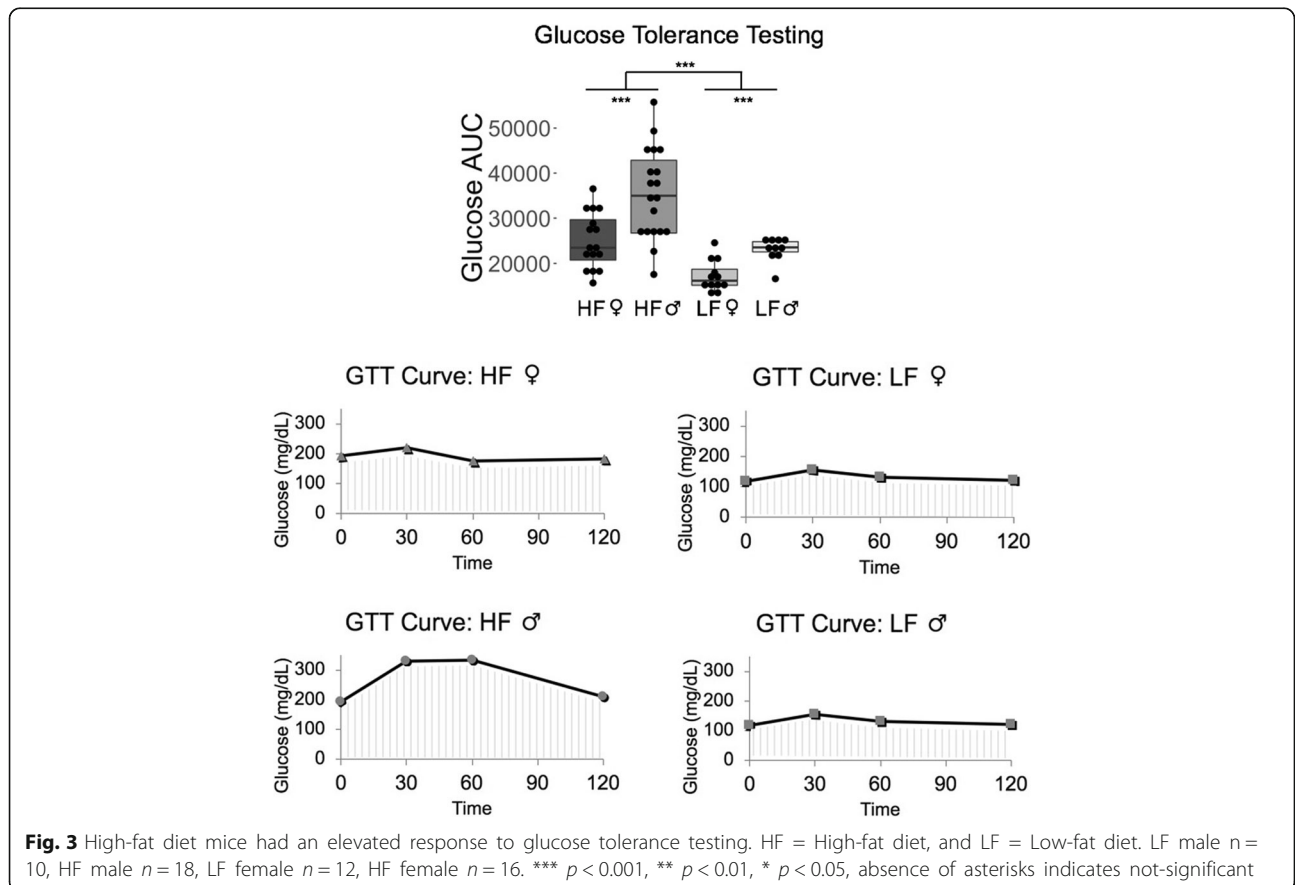 Glucose Tolerance Testing
***
*** ***
Glucose AUC
50000
40000
30000
20000
HF ♀ HF ♂ LF ♀ LF ♂
GTT Curve: HF ♀
Glucose (mg/dL)
300
200
100
0
0 30 60 90 120
Time
GTT Curve: LF ♀
Glucose (mg/dL)
300
200
100
0
0 30 60 90 120
Time
GTT Curve: HF ♂
Glucose (mg/dL)
300
200
100
0
0 30 60 90 120
Time
GTT Curve: LF ♂
Glucose (mg/dL)
300
200
100
0
0 30 60 90 120
Time
Fig. 3 High-fat diet mice had an elevated response to glucose tolerance testing. HF = High-fat diet, and LF = Low-fat diet. LF male n =
10, HF male n = 18, LF female n = 12, HF female n = 16. *** p < 0.001, ** p < 0.01, * p < 0.05, absence of asterisks indicates not-significant